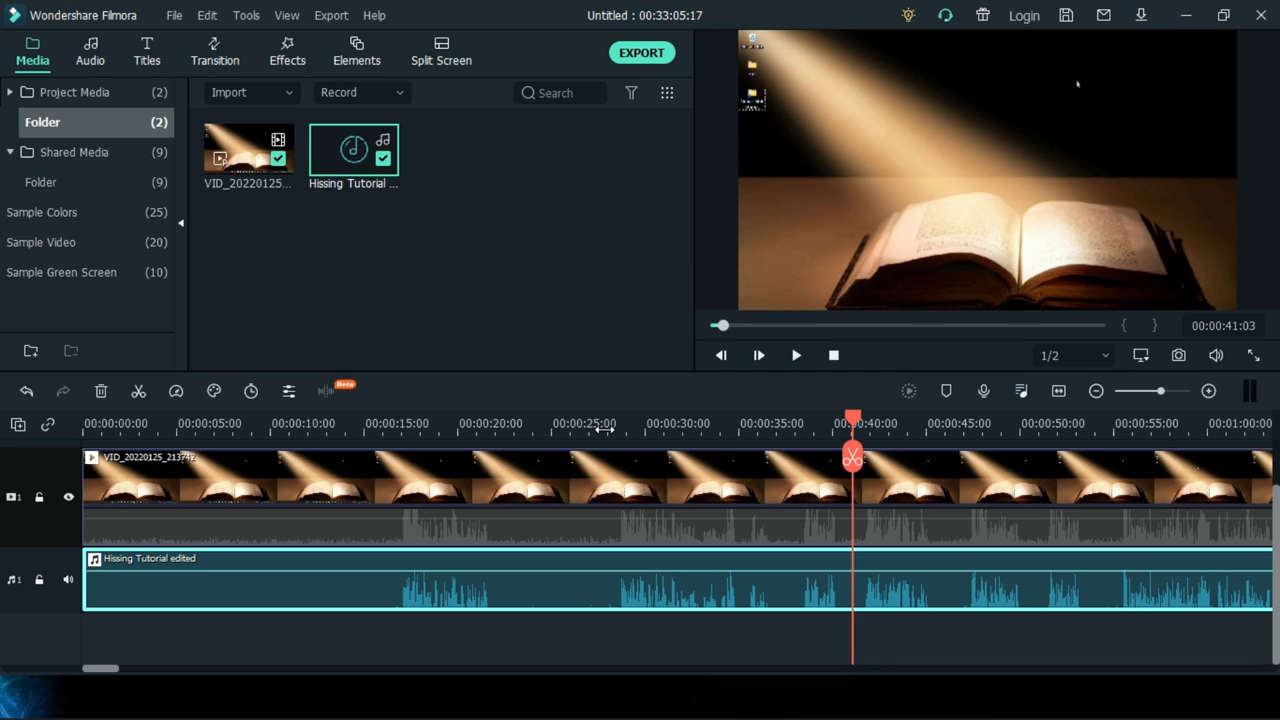 Wondershare Filmora File Edit Tools View Export Help Untitled : 00:33:05:17 Login
Media Audio Titles Transition Effects Elements Split Screen EXPORT
Project Media (2)
Folder (2)
Shared Media (9)
Folder (9)
Sample Colors (25)
Sample Video (20)
Sample Green Screen (10)
Import Record Search
VID_20220125... Hissing Tutorial ...
00:00:41:03
1/2
Beta
00:00:00:00 00:00:05:00 00:00:10:00 00:00:15:00 00:00:20:00 00:00:25:00 00:00:30:00 00:00:35:00 00:00:40:00 00:00:45:00 00:00:50:00 00:00:55:00 00:01:00:00
VID_20220125_213742
1
Hissing Tutorial edited
1